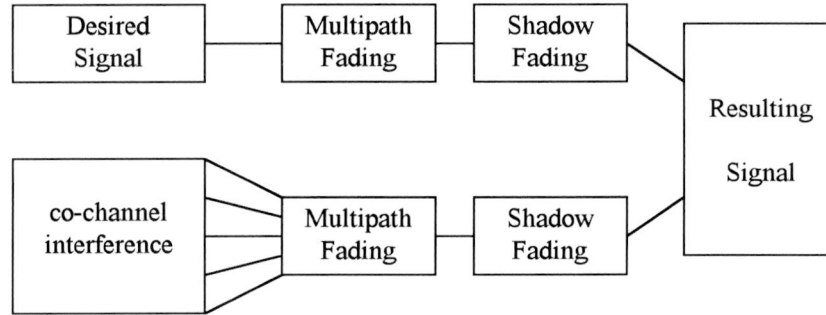 Desired
Signal
Multipath
Fading
Shadow
Fading
Resulting
Signal
co-channel
interference
Multipath
Fading
Shadow
Fading